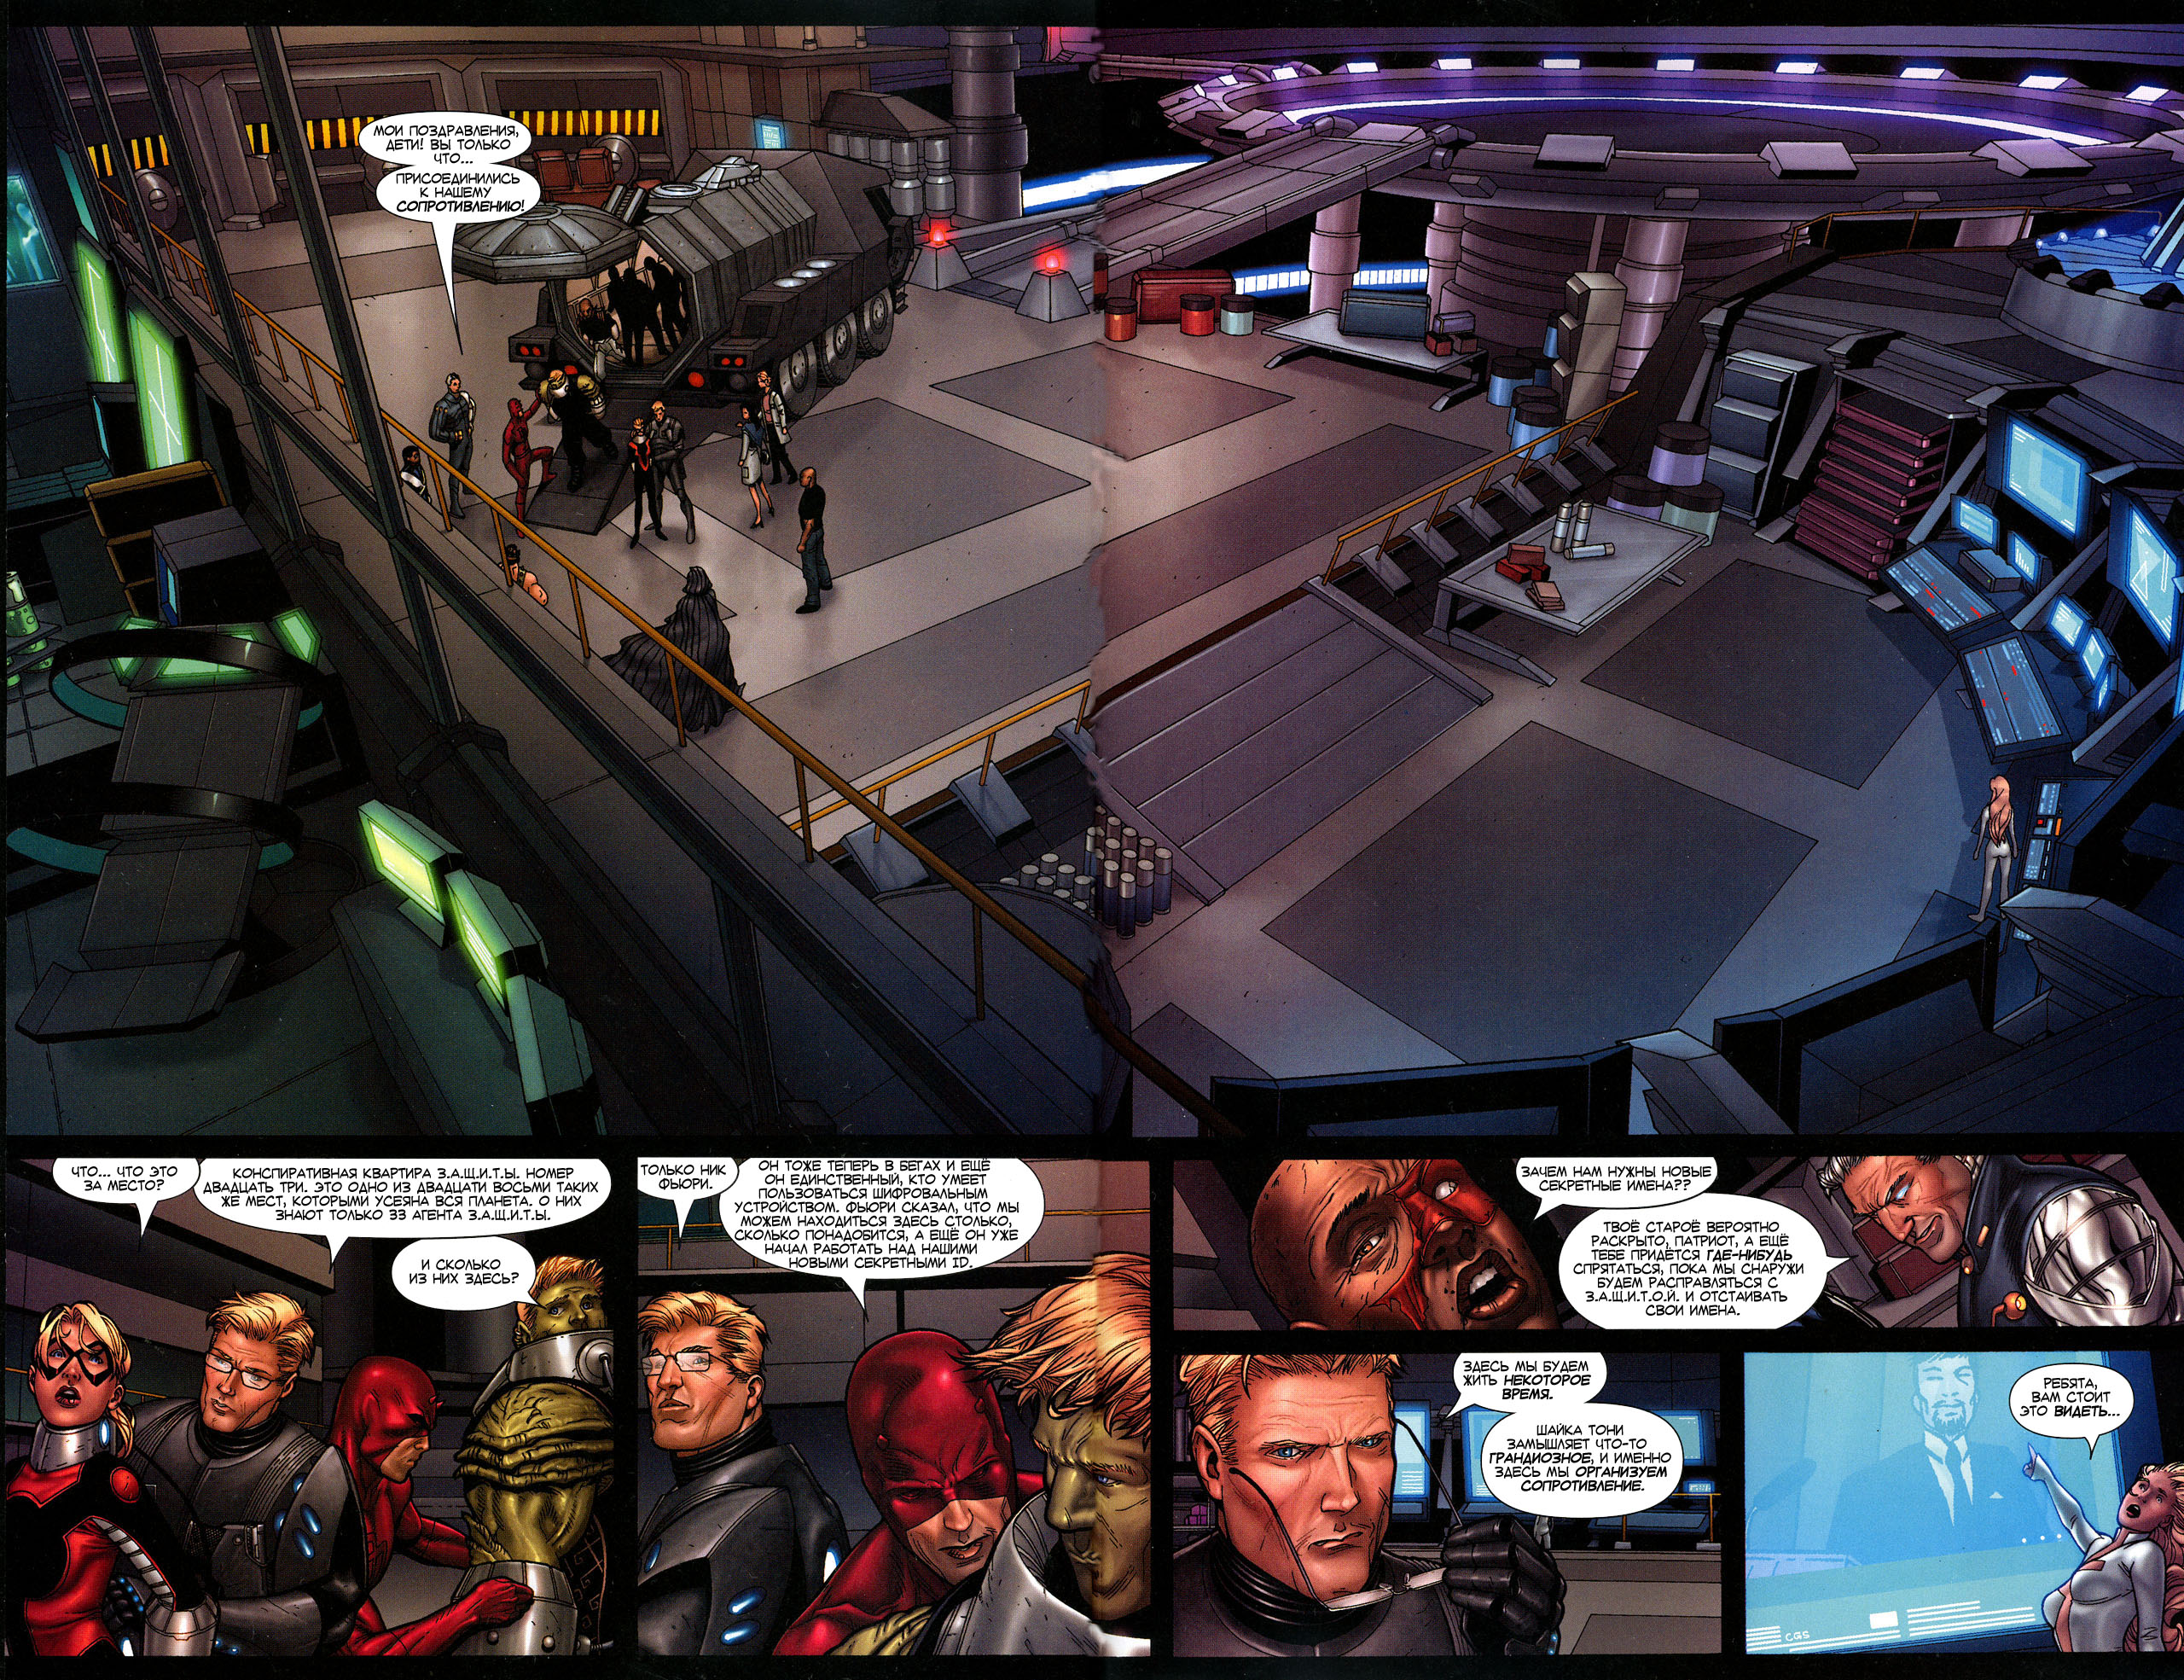 МОИ ПОЗДРАВЛЕНИЯ,
ДЕТИ! ВЫ ТОЛЬКО
ЧТО...
ПРИСОЕДИНИЛИСЬ
К НАШЕМУ
СОПРОТИВЛЕНИЮ!
ЧТО... ЧТО ЭТО
ЗА МЕСТО?
КОНСПИРАТИВНАЯ КВАРТИРА З.А.Щ.И.Т.Ы. НОМЕР
ДВАДЦАТЬ ТРИ. ЭТО ОДНО ИЗ ДВАДЦАТИ ВОСЬМИ ТАКИХ
ЖЕ МЕСТ, КОТОРЫМИ УСЕЯНА ВСЯ ПЛАНЕТА. О НИХ
ЗНАЮТ ТОЛЬКО 33 АГЕНТА З.А.Щ.И.Т.Ы.
И СКОЛЬКО
ИЗ НИХ ЗДЕСЬ?
ТОЛЬКО НИК
ФЬЮРИ.
ОН ТОЖЕ ТЕПЕРЬ В БЕГАХ И ЕЩЁ
ОН ЕДИНСТВЕННЫЙ, КТО УМЕЕТ
ПОЛЬЗОВАТЬСЯ ШИФРОВАЛЬНЫМ
УСТРОЙСТВОМ. ФЬЮРИ СКАЗАЛ, ЧТО МЫ
МОЖЕМ НАХОДИТЬСЯ ЗДЕСЬ СТОЛЬКО,
СКОЛЬКО ПОНАДОБИТСЯ, А ЕЩЁ ОН УЖЕ
НАЧАЛ РАБОТАТЬ НАД НАШИМИ
НОВЫМИ СЕКРЕТНЫМИ ID.
ЗАЧЕМ НАМ НУЖНЫ НОВЫЕ
СЕКРЕТНЫЕ ИМЕНА??
ТВОЁ СТАРОЁ ВЕРОЯТНО
РАСКРЫТО, ПАТРИОТ, А ЕЩЁ
ТЕБЕ ПРИДЁТСЯ ГДЕ-НИБУДЬ
СПРЯТАТЬСЯ, ПОКА МЫ СНАРУЖИ
БУДЕМ РАСПРАВЛЯТЬСЯ С
З.А.Щ.И.Т.О.Й. И ОТСТАИВАТЬ
СВОИ ИМЕНА.
ЗДЕСЬ МЫ БУДЕМ
ЖИТЬ НЕКОТОРОЕ
ВРЕМЯ.
ШАЙКА ТОНИ
ЗАМЫШЛЯЕТ ЧТО-ТО
ГРАНДИОЗНОЕ, И ИМЕННО
ЗДЕСЬ МЫ ОРГАНИЗУЕМ
СОПРОТИВЛЕНИЕ.
РЕБЯТА,
ВАМ СТОИТ
ЭТО ВИДЕТЬ...
CGS